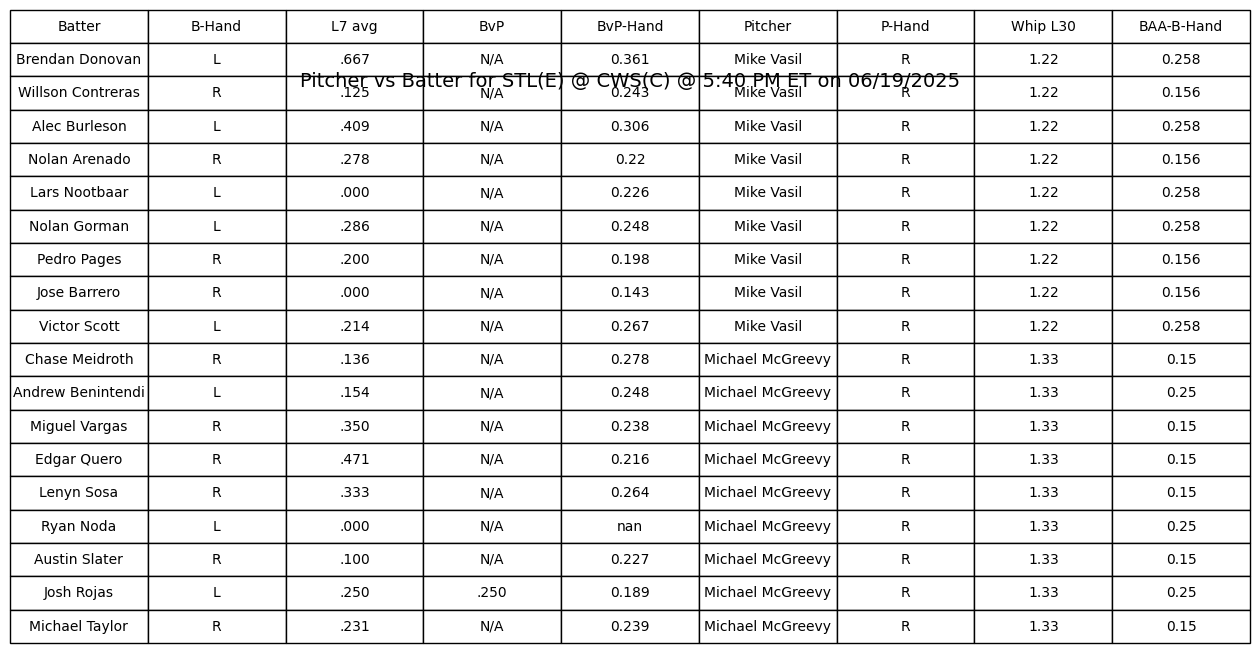 Batter B-Hand L7 avg BvP BvP-Hand Pitcher P-Hand Whip L30 BAA-B-Hand
Brendan Donovan L .667 N/A 0.361 Mike Vasil R 1.22 0.258
Pitcher vs Batter for STL(E) @ CWS(C) @ 5:40 PM ET on 06/19/2025
Willson Contreras R .125 N/A 0.243 Mike Vasil R 1.22 0.156
Alec Burleson L .409 N/A 0.306 Mike Vasil R 1.22 0.258
Nolan Arenado R .278 N/A 0.22 Mike Vasil R 1.22 0.156
Lars Nootbaar L .000 N/A 0.226 Mike Vasil R 1.22 0.258
Nolan Gorman L .286 N/A 0.248 Mike Vasil R 1.22 0.258
Pedro Pages R .200 N/A 0.198 Mike Vasil R 1.22 0.156
Jose Barrero R .000 N/A 0.143 Mike Vasil R 1.22 0.156
Victor Scott L .214 N/A 0.267 Mike Vasil R 1.22 0.258
Chase Meidroth R .136 N/A 0.278 Michael McGreevy R 1.33 0.15
Andrew Benintendi L .154 N/A 0.248 Michael McGreevy R 1.33 0.25
Miguel Vargas R .350 N/A 0.238 Michael McGreevy R 1.33 0.15
Edgar Quero R .471 N/A 0.216 Michael McGreevy R 1.33 0.15
Lenyn Sosa R .333 N/A 0.264 Michael McGreevy R 1.33 0.15
Ryan Noda L .000 N/A nan Michael McGreevy R 1.33 0.25
Austin Slater R .100 N/A 0.227 Michael McGreevy R 1.33 0.15
Josh Rojas L .250 .250 0.189 Michael McGreevy R 1.33 0.25
Michael Taylor R .231 N/A 0.239 Michael McGreevy R 1.33 0.15